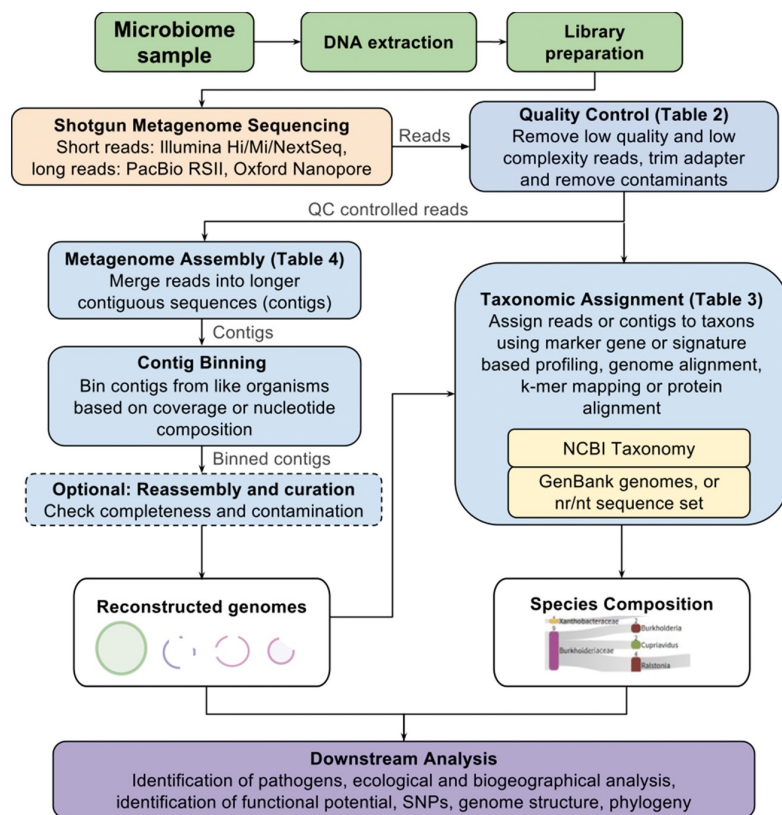 Microbiome
sample
DNA extraction
Library
preparation
Shotgun Metagenome Sequencing
Short reads: Illumina Hi/Mi/NextSeq,
long reads: PacBio RSII, Oxford Nanopore
Reads
Quality Control (Table 2)
Remove low quality and low
complexity reads, trim adapter
and remove contaminants
QC controlled reads
Metagenome Assembly (Table 4)
Merge reads into longer
contiguous sequences (contigs)
Contigs
Contig Binning
Bin contigs from like organisms
based on coverage or nucleotide
composition
Binned contigs
Optional: Reassembly and curation
Check completeness and contamination
Reconstructed genomes
Taxonomic Assignment (Table 3)
Assign reads or contigs to taxons
using marker gene or signature
based profiling, genome alignment,
k-mer mapping or protein
alignment
NCBI Taxonomy
GenBank genomes, or
nr/nt sequence set
Species Composition
Xanthobacteraceae
9
Burkholderiaceae
2
Burkholderia
3
Cupriavidus
4
Ralstonia
Downstream Analysis
Identification of pathogens, ecological and biogeographical analysis,
identification of functional potential, SNPs, genome structure, phylogeny